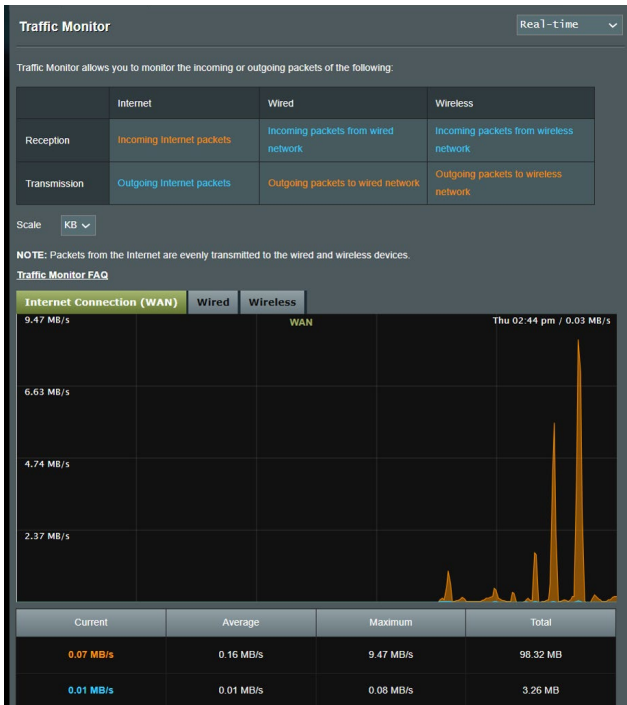 Traffic Monitor
Real-time
Traffic Monitor allows you to monitor the incoming or outgoing packets of the following:
Internet Wired Wireless
Reception Incoming Internet packets Incoming packets from wired network Incoming packets from wireless network
Transmission Outgoing Internet packets Outgoing packets to wired network Outgoing packets to wireless network
Scale KB
NOTE: Packets from the Internet are evenly transmitted to the wired and wireless devices.
Traffic Monitor FAQ
Internet Connection (WAN) Wired Wireless
9.47 MB/s WAN Thu 02:44 pm / 0.03 MB/s
6.63 MB/s
4.74 MB/s
2.37 MB/s
Current Average Maximum Total
0.07 MB/s 0.16 MB/s 9.47 MB/s 98.32 MB
0.01 MB/s 0.01 MB/s 0.08 MB/s 3.26 MB